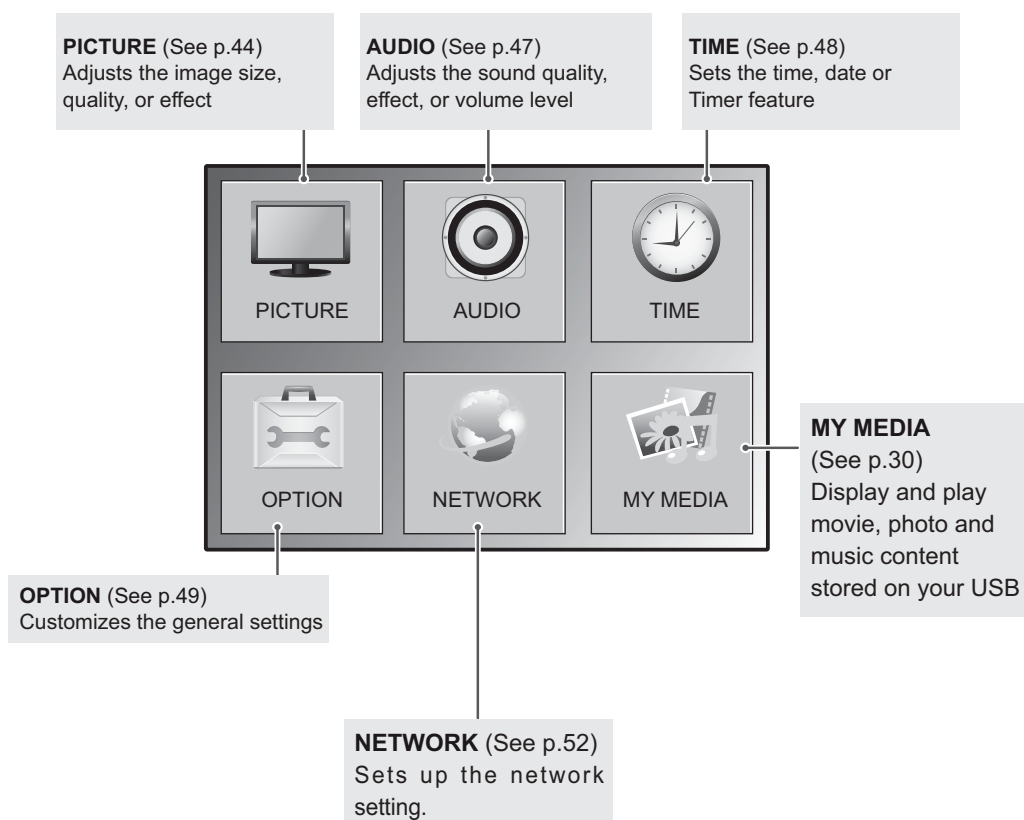 PICTURE (See p.44)
Adjusts the image size,
quality, or effect
AUDIO (See p.47)
Adjusts the sound quality,
effect, or volume level
TIME (See p.48)
Sets the time, date or
Timer feature
PICTURE
AUDIO
TIME
OPTION
NETWORK
MY MEDIA
MY MEDIA
(See p.30)
Display and play
movie, photo and
music content
stored on your USB
OPTION (See p.49)
Customizes the general settings
NETWORK (See p.52)
Sets up the network
setting.